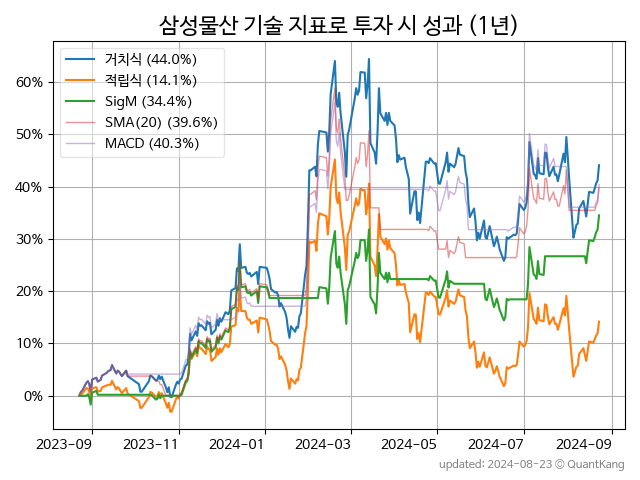 삼성물산 기술 지표로 투자 시 성과 (1년)
거치식 (44.0%)
적립식 (14.1%)
SigM (34.4%)
SMA(20) (39.6%)
MACD (40.3%)
60%
50%
40%
30%
20%
10%
0%
2023-09 2023-11 2024-01 2024-03 2024-05 2024-07 2024-09
updated: 2024-08-23 © QuantKang